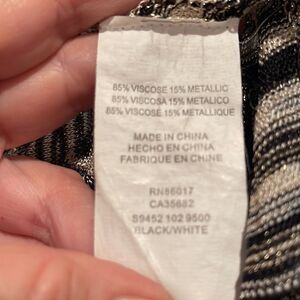 85% VISCOSE 15% METALLIC
85% VISCOSA 15% METALICO
85% VISCOSE 15% METALLIQUE
MADE IN CHINA
HECHO EN CHINA
FABRIQUE EN CHINE
RN86017
CA35682
S9452 102 9500
BLACK/WHITE